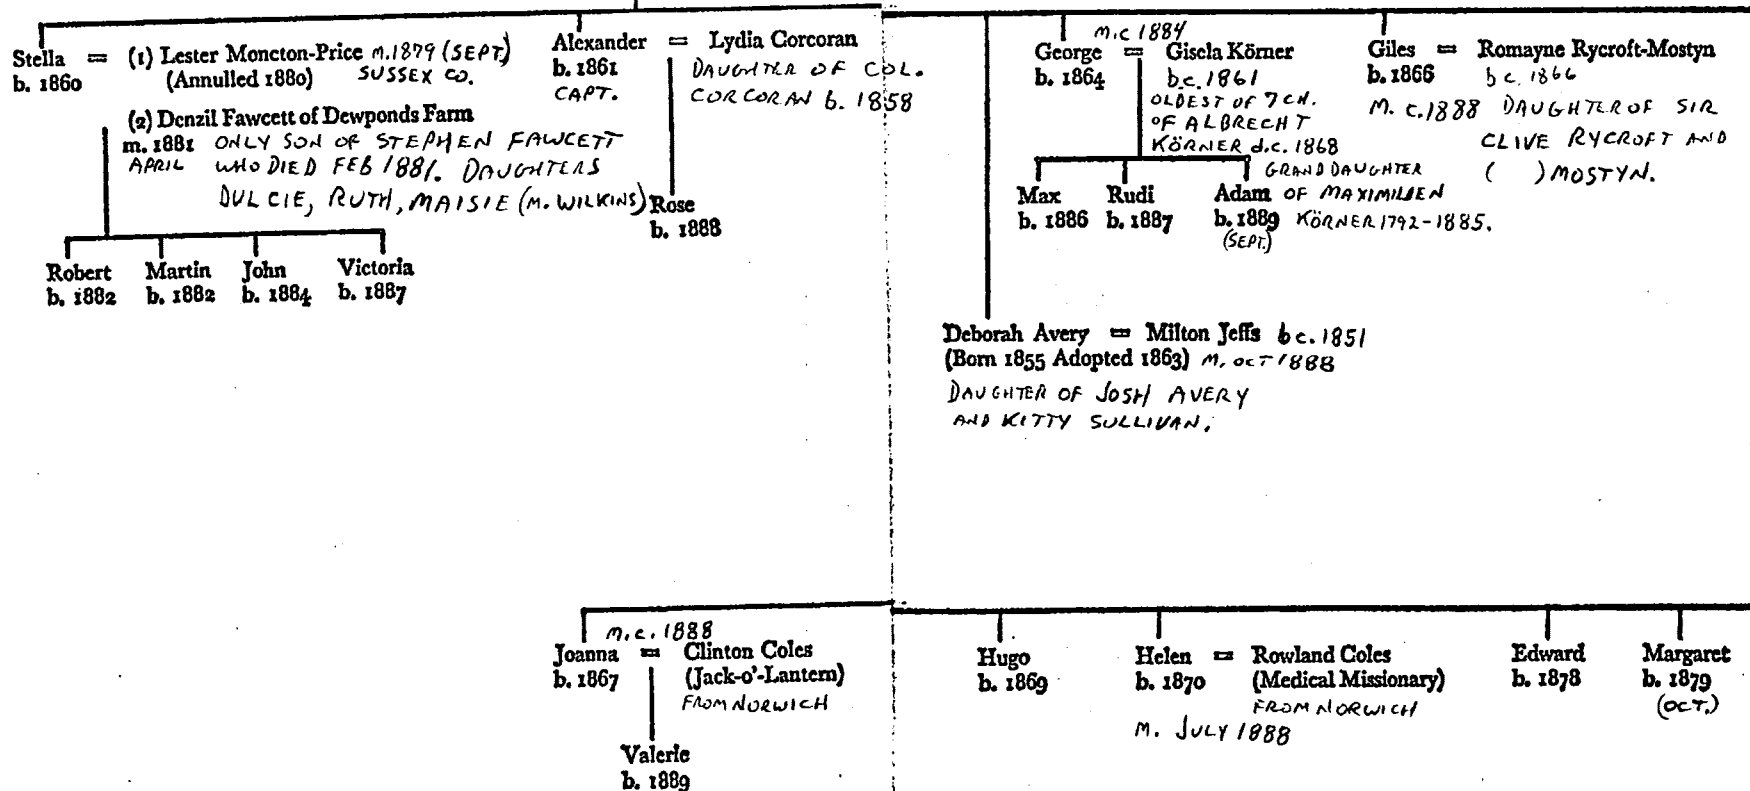 Stella = (1) Lester Moncton-Price m.1879 (SEPT)
b. 1860 (Annulled 1880) SUSSEX CO.
(2) Denzil Fawcett of Dewponds Farm
m. 1881 ONLY SON OF STEPHEN FAWCETT
APRIL WHO DIED FEB 1881. DAUGHTERS
DULCIE, RUTH, MAISIE (M. WILKINS)
Robert Martin John Victoria
b. 1882 b. 1882 b. 1884 b. 1887
Alexander = Lydia Corcoran
b. 1861 DAUGHTER OF COL.
CAPT. CORCORAN b. 1858
Rose
b. 1888
m.c 1884
George = Gisela Körner
b. 1864 b.c. 1861
OLDEST OF 7 CH.
OF ALBRECHT
KÖRNER d.c. 1868
GRANDDAUGHTER
OF MAXIMILIEN
KÖRNER 1792-1885.
Max Rudi Adam
b. 1886 b. 1887 b. 1889
(SEPT.)
Giles = Romayne Rycroft-Mostyn
b. 1866 b c. 1866
M. c.1888 DAUGHTER OF SIR
CLIVE RYCROFT AND
( ) MOSTYN.
Deborah Avery = Milton Jeffs b c. 1851
(Born 1855 Adopted 1863) M. OCT 1888
DAUGHTER OF JOSH AVERY
AND KITTY SULLIVAN.
m.c. 1888
Joanna = Clinton Coles
b. 1867 (Jack-o'-Lantern)
FROM NORWICH
Valerie
b. 1889
Hugo
b. 1869
Helen = Rowland Coles
b. 1870 (Medical Missionary)
FROM NORWICH
M. JULY 1888
Edward
b. 1878
Margaret
b. 1879
(OCT.)